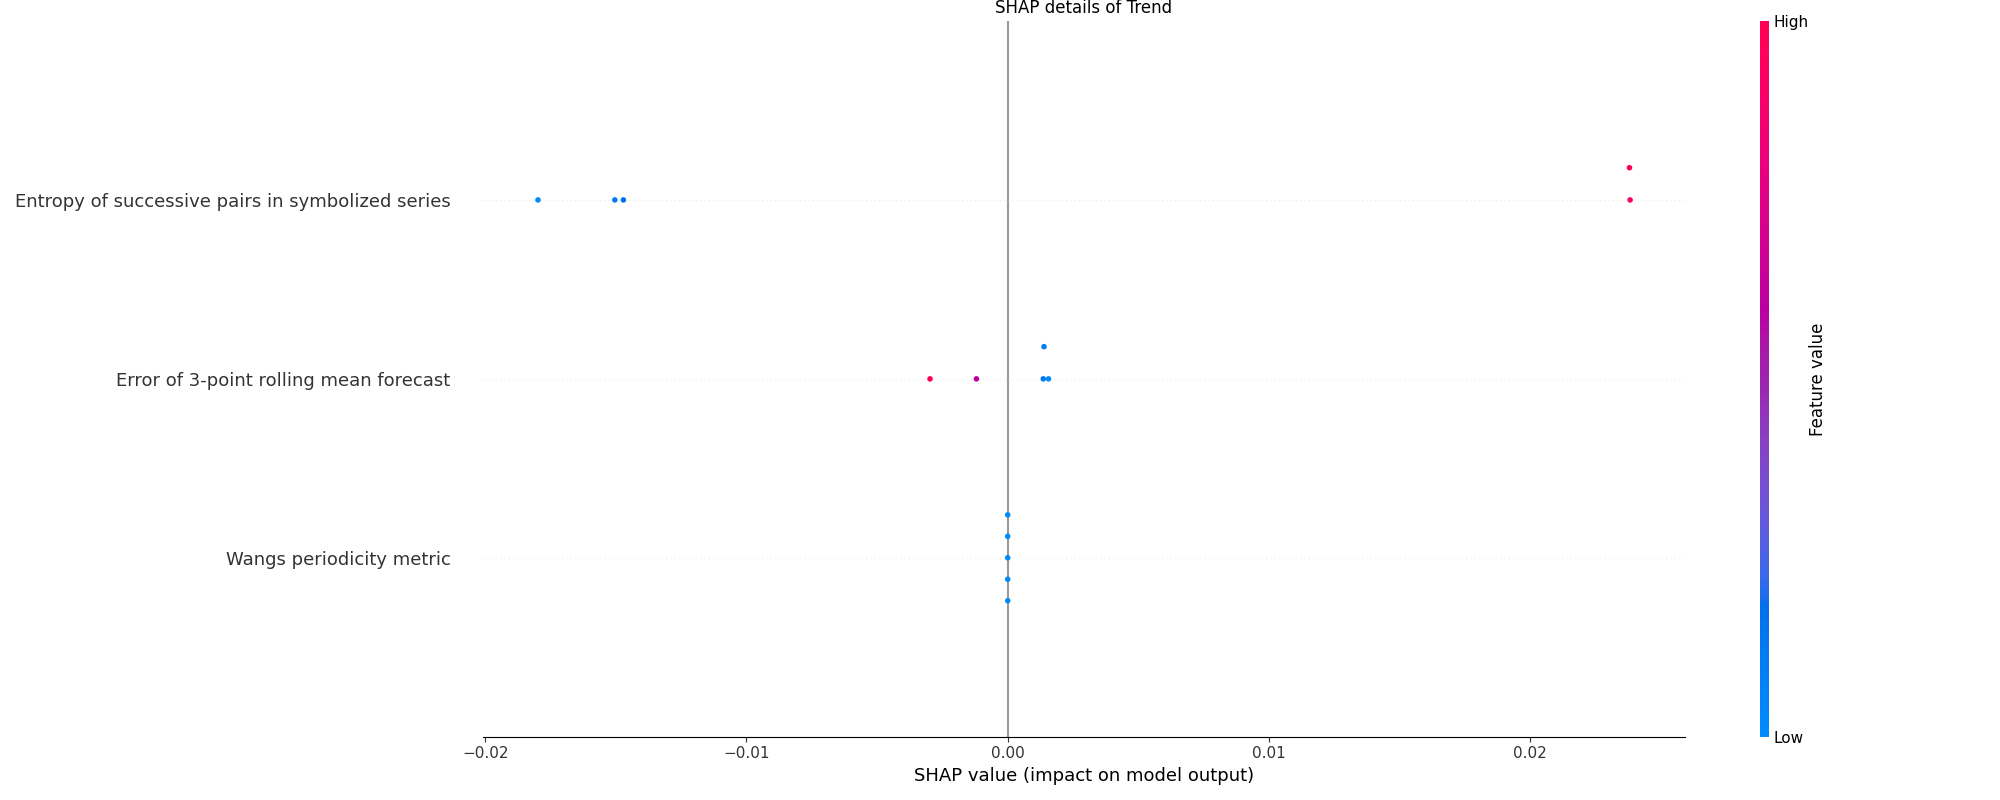 SHAP details of Trend
High
Entropy of successive pairs in symbolized series
Error of 3-point rolling mean forecast
Feature value
Wangs periodicity metric
Low
−0.02
−0.01
0.00
0.01
0.02
SHAP value (impact on model output)